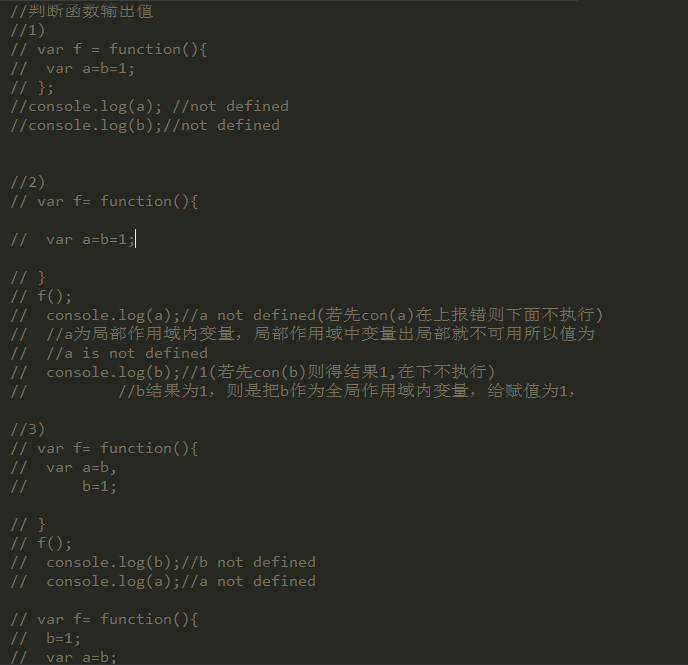 //判断函数输出值
//1)
// var f = function(){
//  var a=b=1;
// };
//console.log(a); //not defined
//console.log(b);//not defined
//2)
// var f= function(){
//  var a=b=1;
// }
// f();
//  console.log(a);//a not defined(若先con(a)在上报错则下面不执行)
//  //a为局部作用域内变量，局部作用域中变量出局部就不可用所以值为
//  //a is not defined
//  console.log(b);//1(若先con(b)则得结果1,在下不执行)
//          //b结果为1，则是把b作为全局作用域内变量，给赋值为1，
//3)
// var f= function(){
//  var a=b,
//      b=1;
// }
// f();
//  console.log(b);//b not defined
//  console.log(a);//a not defined
// var f= function(){
//  b=1;
//  var a=b;